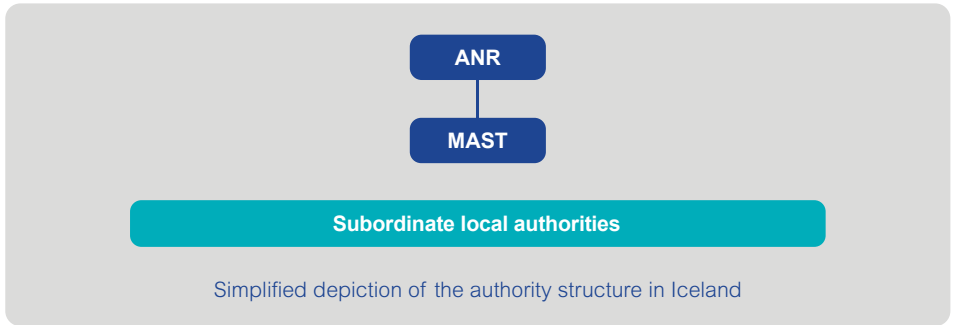 ANR
MAST
Subordinate local authorities
Simplified depiction of the authority structure in Iceland